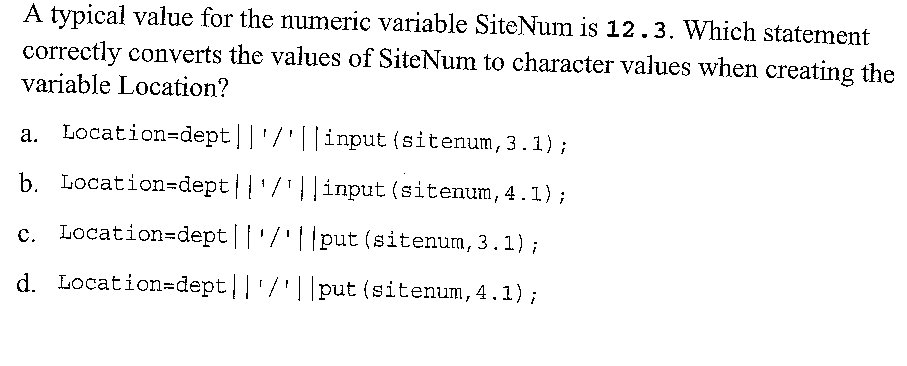 A typical value for the numeric variable SiteNum is 12.3. Which statement
correctly converts the values of SiteNum to character values when creating the
variable Location?
a. Location=dept||'/'||input(sitenum,3.1);
b. Location=dept||'/'||input(sitenum,4.1);
c. Location=dept||'/'||put(sitenum,3.1);
d. Location=dept||'/'||put(sitenum,4.1);